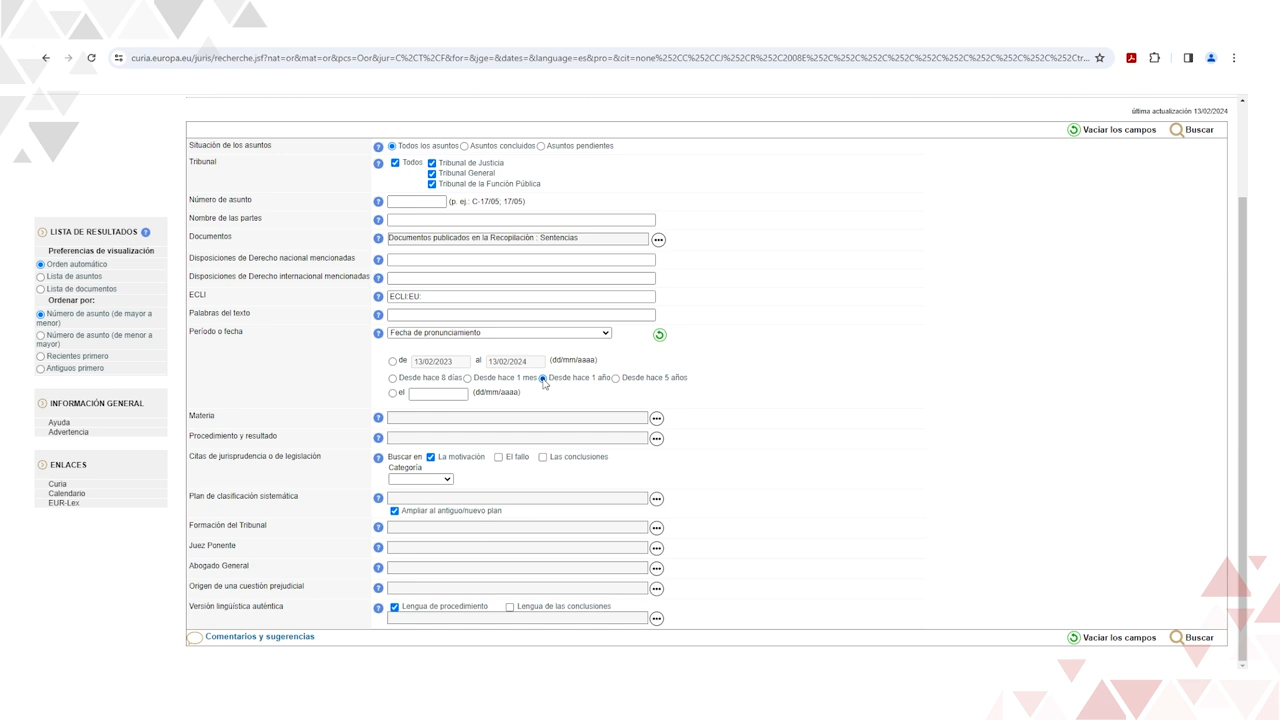 curia.europa.eu/juris/recherche.jsf?nat=or&mat=or&pcs=Oor&jur=C%2CT%2CF&for=&jge=&dates=&language=es&pro=&cit=none%252CC%252CCJ%252CR%252C2008E%252C%252C%252C%252C%252C%252C%252C%252C%252C%252Ctr...
última actualización 13/02/2024
Vaciar los campos Buscar
Situación de los asuntos Todos los asuntos Asuntos concluidos Asuntos pendientes
Tribunal Todos Tribunal de Justicia
Tribunal General
Tribunal de la Función Pública
Número de asunto (p. ej.: C-17/05; 17/05)
Nombre de las partes
Documentos Documentos publicados en la Recopilación : Sentencias
Disposiciones de Derecho nacional mencionadas
Disposiciones de Derecho internacional mencionadas
ECLI ECLI:EU:
Palabras del texto
Período o fecha Fecha de pronunciamiento
de 13/02/2023 al 13/02/2024 (dd/mm/aaaa)
Desde hace 8 días Desde hace 1 mes Desde hace 1 año Desde hace 5 años
el (dd/mm/aaaa)
Materia
Procedimiento y resultado
Citas de jurisprudencia o de legislación Buscar en La motivación El fallo Las conclusiones
Categoría
Plan de clasificación sistemática
Ampliar al antiguo/nuevo plan
Formación del Tribunal
Juez Ponente
Abogado General
Origen de una cuestión prejudicial
Versión lingüística auténtica Lengua de procedimiento Lengua de las conclusiones
Comentarios y sugerencias Vaciar los campos Buscar
LISTA DE RESULTADOS
Preferencias de visualización
Orden automático
Lista de asuntos
Lista de documentos
Ordenar por:
Número de asunto (de mayor a
menor)
Número de asunto (de menor a
mayor)
Recientes primero
Antiguos primero
INFORMACIÓN GENERAL
Ayuda
Advertencia
ENLACES
Curia
Calendario
EUR-Lex